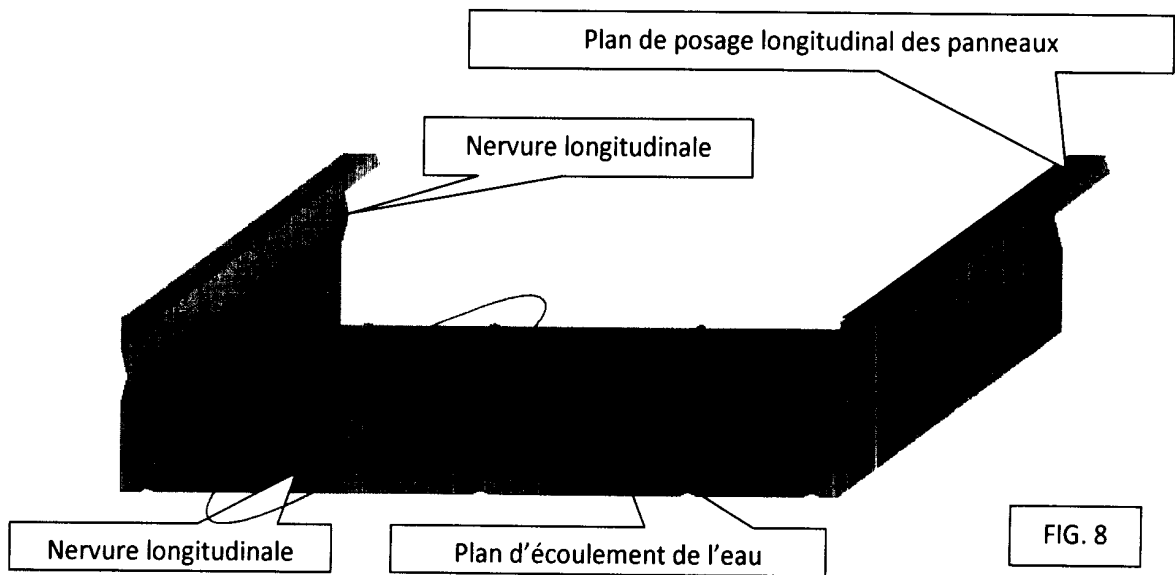 Plan de posage longitudinal des panneaux
Nervure longitudinale
Nervure longitudinale
Plan d'écoulement de l'eau
FIG. 8